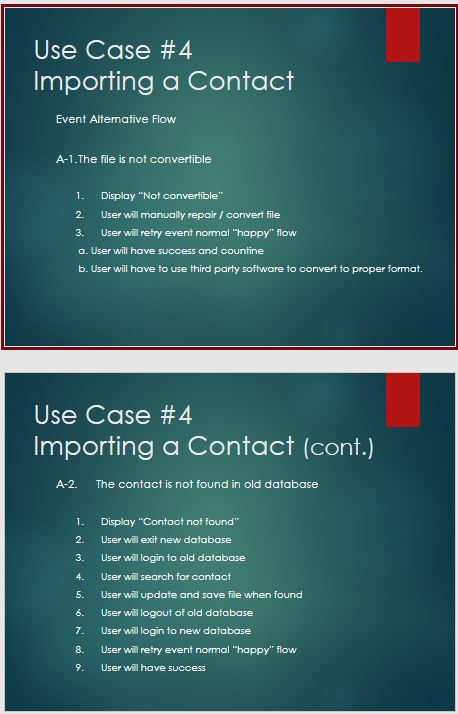 Use Case #4
Importing a Contact
Event Alternative Flow
A-1.The file is not convertible
1. Display “Not convertible”
2. User will manually repair / convert file
3. User will retry event normal “happy” flow
a. User will have success and countine
b. User will have to use third party software to convert to proper format.
Use Case #4
Importing a Contact (cont.)
A-2. The contact is not found in old database
1. Display “Contact not found”
2. User will exit new database
3. User will login to old database
4. User will search for contact
5. User will update and save file when found
6. User will logout of old database
7. User will login to new database
8. User will retry event normal “happy” flow
9. User will have success